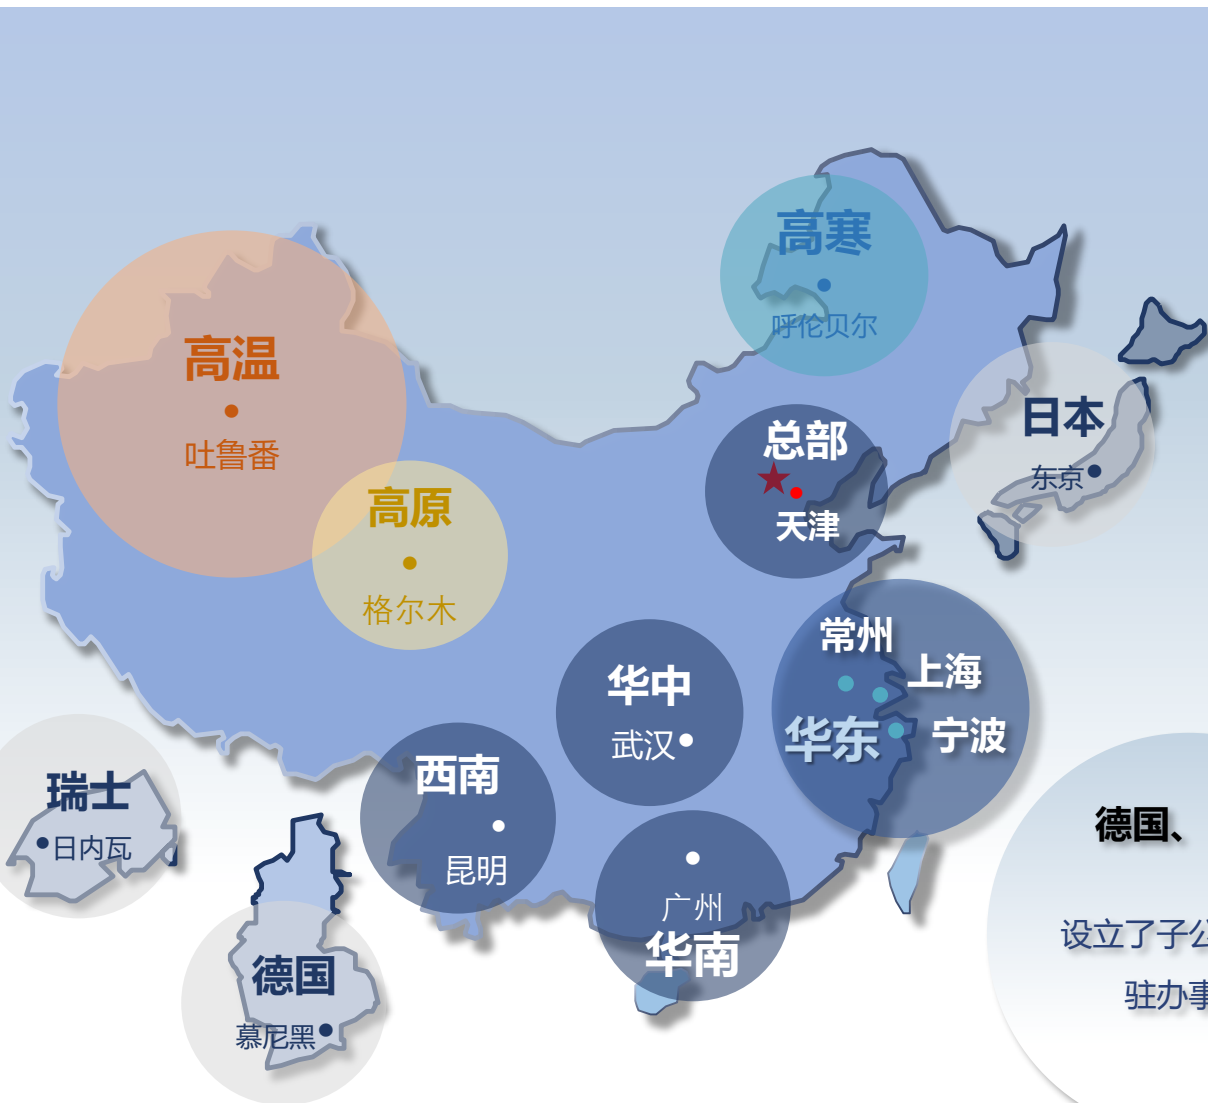 高寒
呼伦贝尔
高温
吐鲁番
日本
东京
总部
天津
高原
格尔木
常州
上海
华东
宁波
华中
武汉
西南
昆明
瑞士
日内瓦
广州
华南
德国
慕尼黑
德国、
设立了子公
驻办事